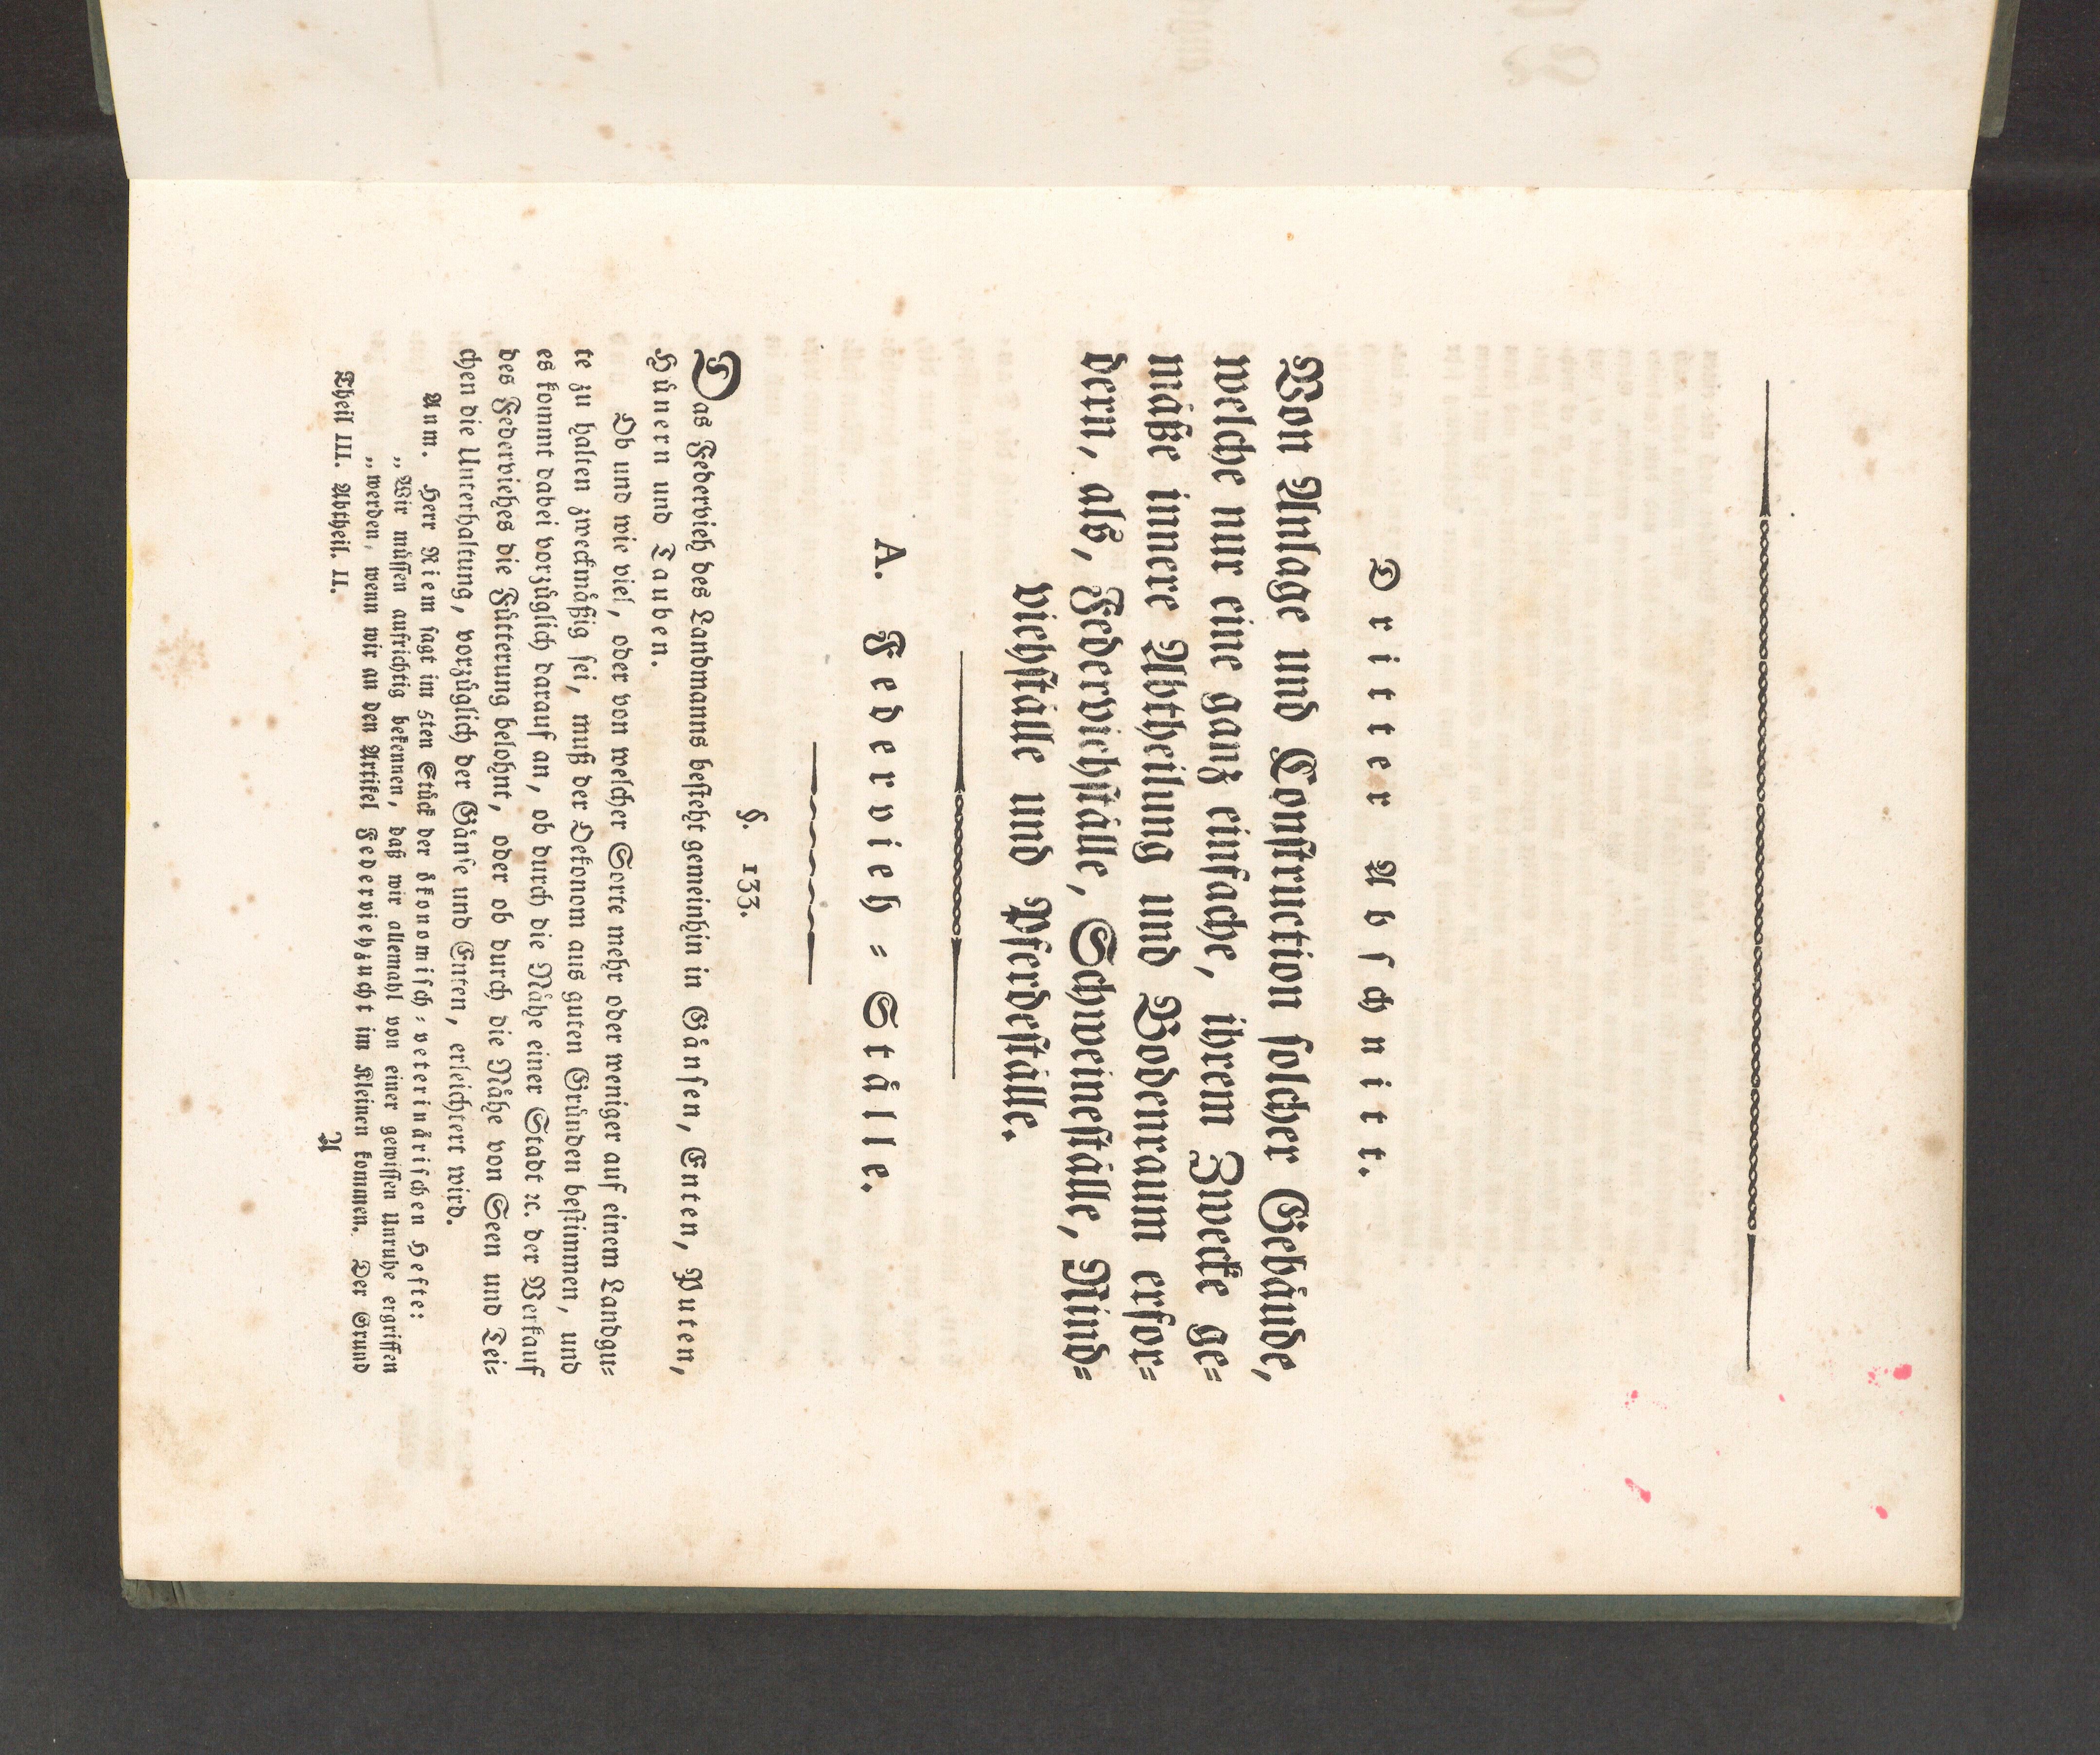 Dritter Abſchnitt.
Von Anlage und Conſtruction ſolcher Gebäude,
welche nur eine ganz einfache, ihrem Zwecke ge-
mäße innere Abtheilung und Bodenraum erfor-
dern, als, Federviehſtälle, Schweineſtälle, Rind-
viehſtälle und Pferdeſtälle.
A. Federvieh-Ställe.
§. 133.
Das Federvieh des Landmanns beſteht gemeinhin in Gänſen, Enten, Puten,
Hünern und Tauben.
Ob und wie viel, oder von welcher Sorte mehr oder weniger auf einem Landgu-
te zu halten zweckmäßig ſei, muß der Oekonom aus guten Gründen beſtimmen, und
es kommt dabei vorzüglich darauf an, ob durch die Nähe einer Stadt ꝛc. der Verkauf
des Federviehes die Fütterung belohnt, oder ob durch die Nähe von Seen und Tei-
chen die Unterhaltung, vorzüglich der Gänſe und Enten, erleichtert wird.
Anm. Herr Riem ſagt im 5ten Stück der ökonomiſch-veterinäriſchen Hefte:
„Wir müſſen aufrichtig bekennen, daß wir allemahl von einer gewiſſen Unruhe ergriffen
„werden, wenn wir an den Artikel Federviehzucht im Kleinen kommen. Der Grund
Theil III. Abtheil. II. A